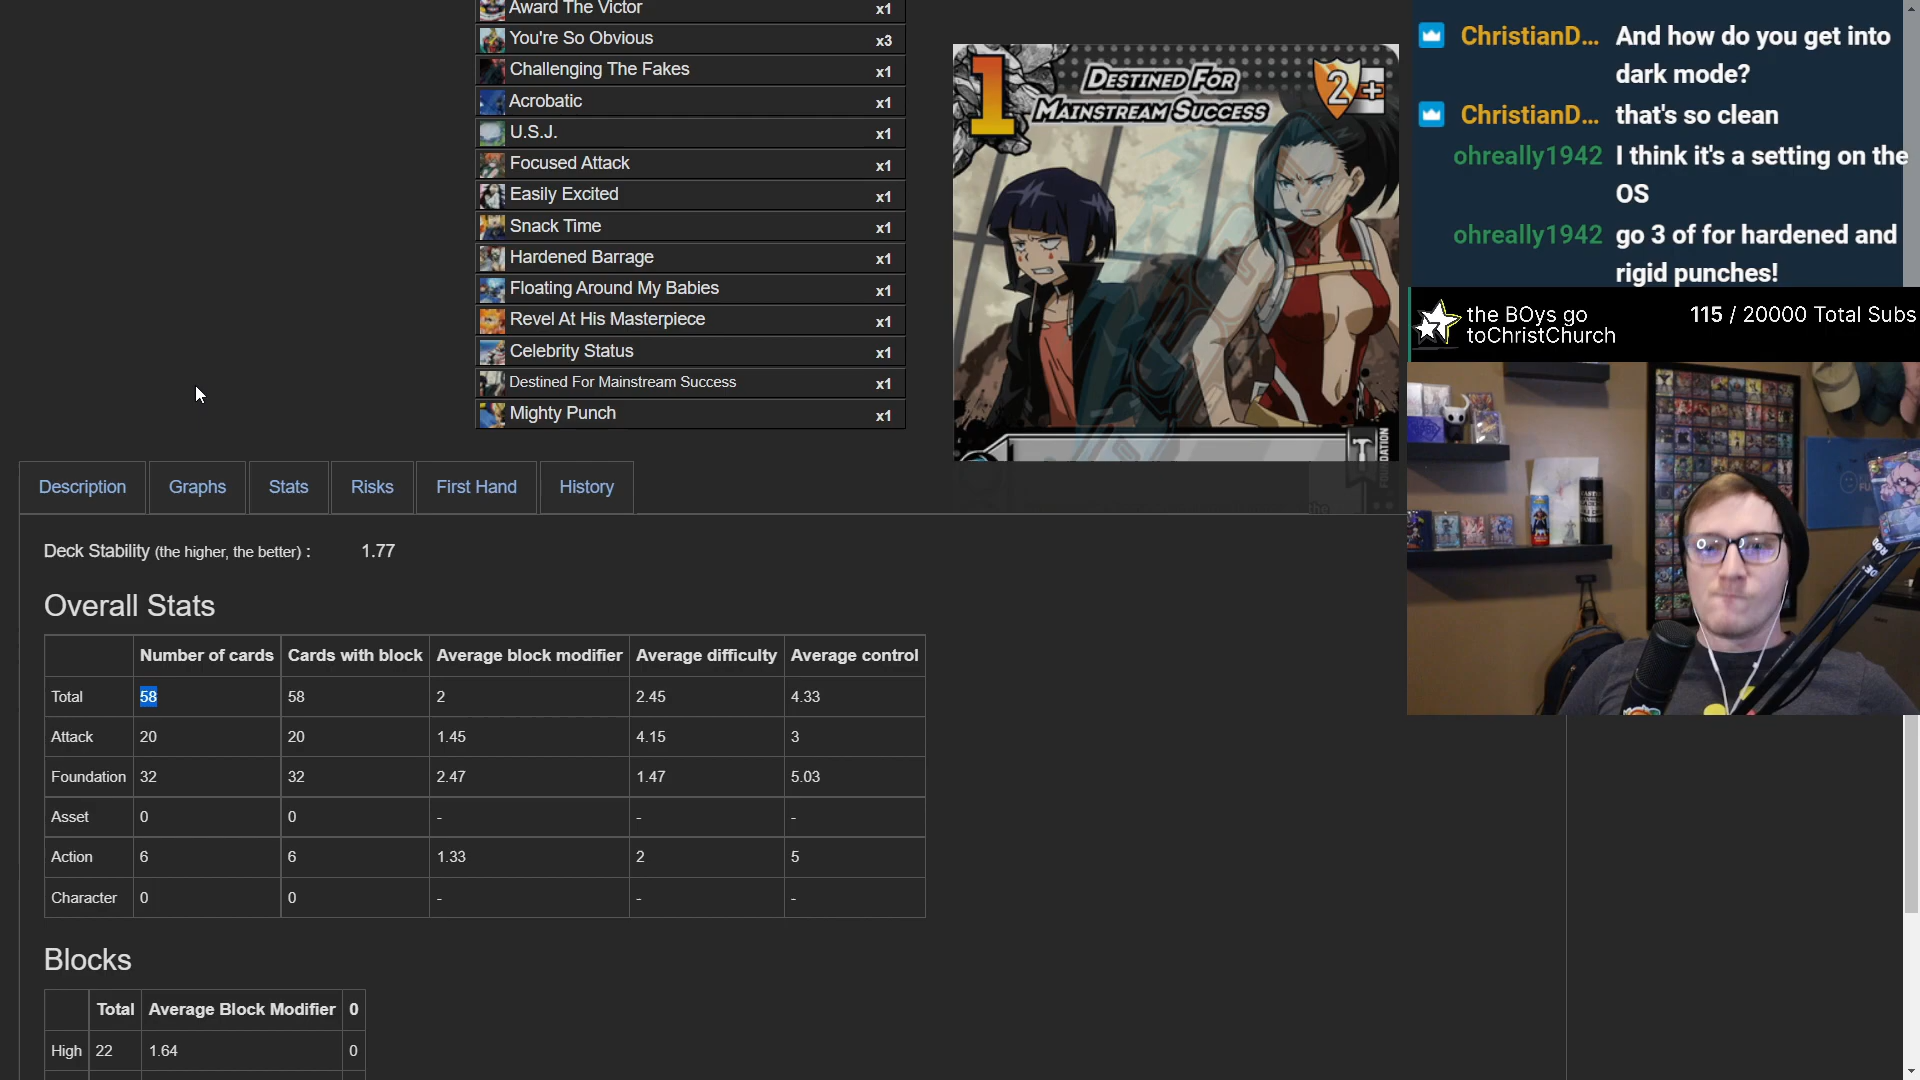 Award The Victor x1
You're So Obvious x3
Challenging The Fakes x1
Acrobatic x1
U.S.J. x1
Focused Attack x1
Easily Excited x1
Snack Time x1
Hardened Barrage x1
Floating Around My Babies x1
Revel At His Masterpiece x1
Celebrity Status x1
Destined For Mainstream Success x1
Mighty Punch x1
1
Destined For
Mainstream Success
2+
FOUNDATION
ChristianD... And how do you get into
dark mode?
ChristianD... that's so clean
ohreally1942 I think it's a setting on the
OS
ohreally1942 go 3 of for hardened and
rigid punches!
the BOys go
toChristChurch
115 / 20000 Total Subs
Description Graphs Stats Risks First Hand History
Deck Stability (the higher, the better) : 1.77
Overall Stats
Number of cards Cards with block Average block modifier Average difficulty Average control
Total 58 58 2 2.45 4.33
Attack 20 20 1.45 4.15 3
Foundation 32 32 2.47 1.47 5.03
Asset 0 0 - - -
Action 6 6 1.33 2 5
Character 0 0 - - -
Blocks
Total Average Block Modifier 0
High 22 1.64 0